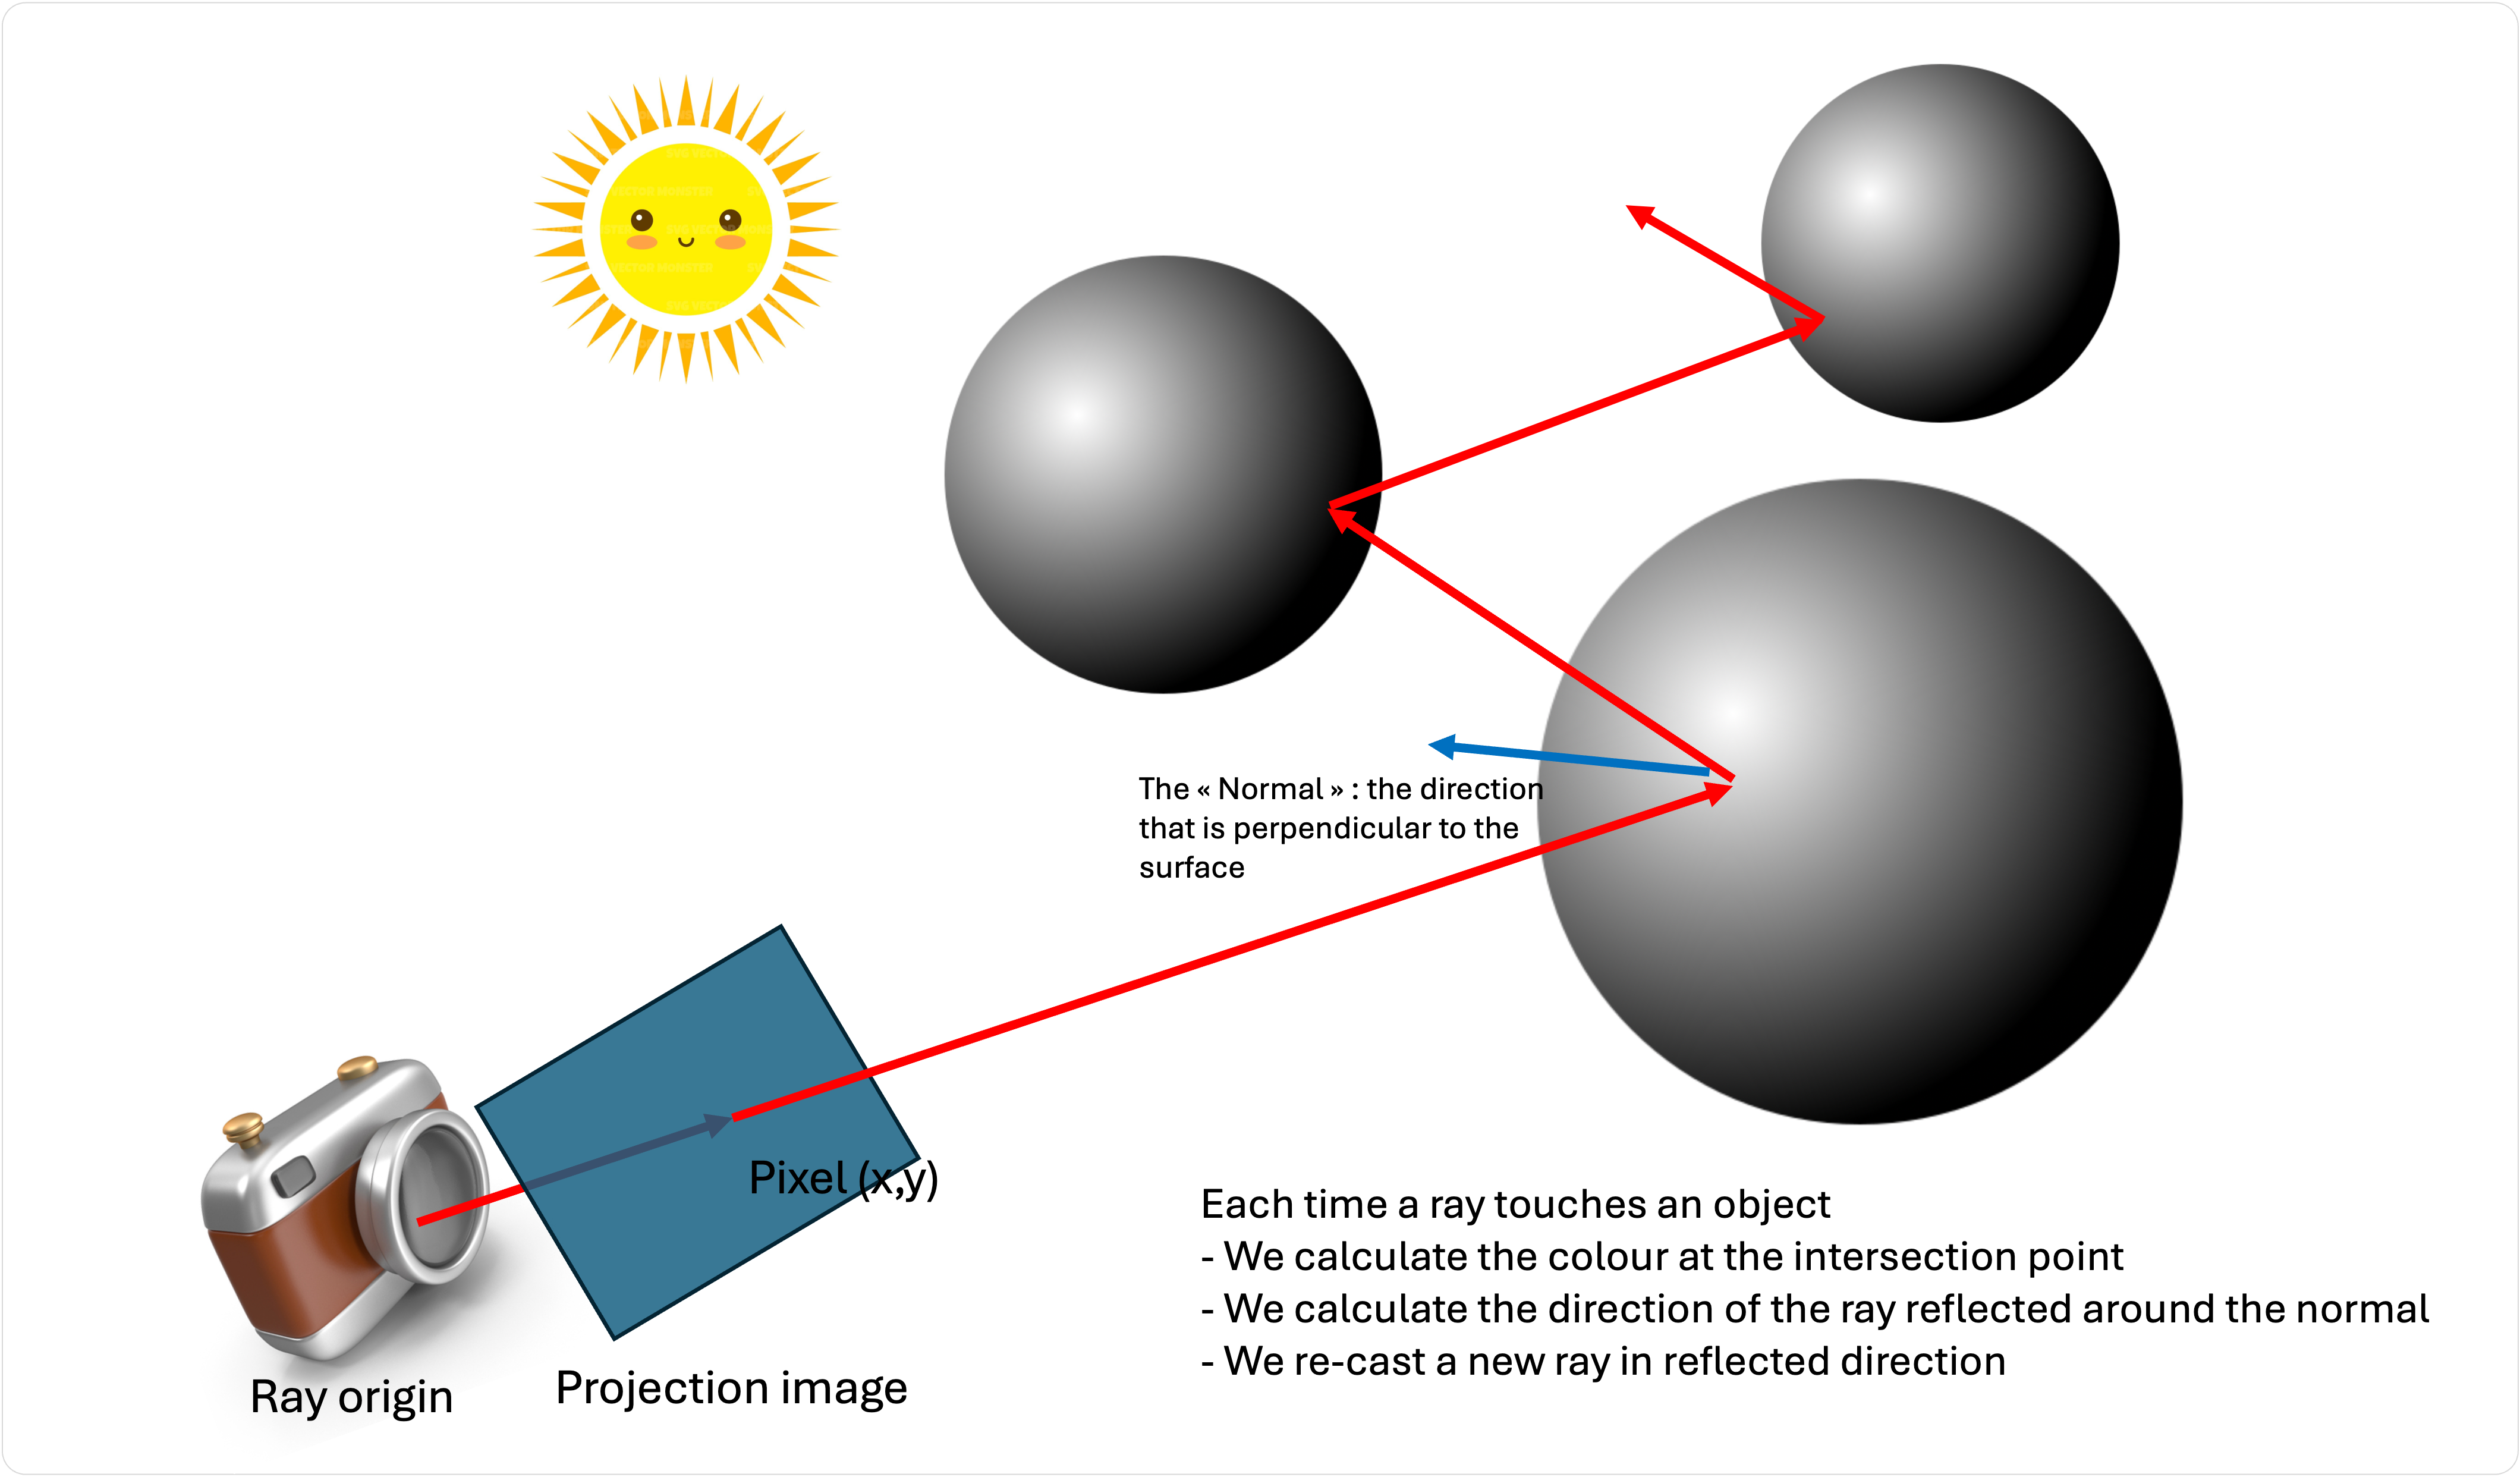 The « Normal » : the direction
that is perpendicular to the
surface
Pixel (x,y)
Each time a ray touches an object
- We calculate the colour at the intersection point
- We calculate the direction of the ray reflected around the normal
- We re-cast a new ray in reflected direction
Ray origin
Projection image